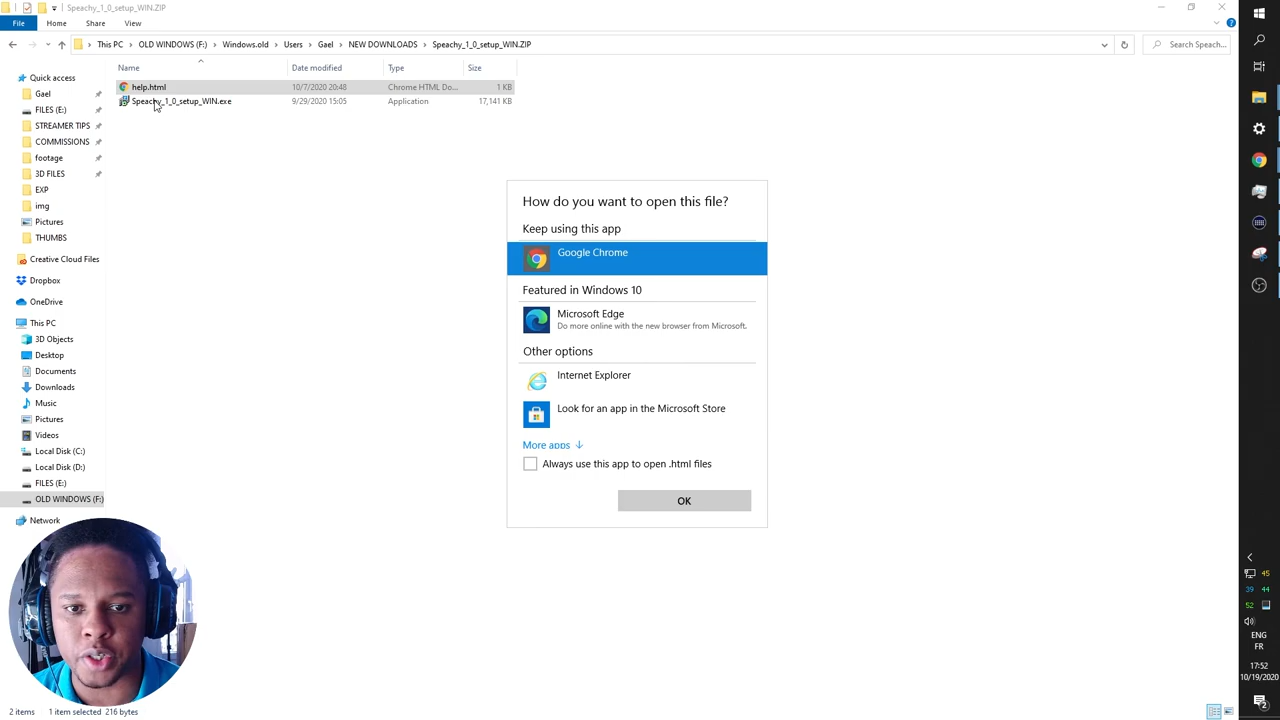 Speachy_1_0_setup_WIN.ZIP
File Home Share View
This PC OLD WINDOWS (F:) Windows.old Users Gael NEW DOWNLOADS Speachy_1_0_setup_WIN.ZIP
Search Speach...
Name Date modified Type Size
help.html 10/7/2020 20:48 Chrome HTML Do... 1 KB
Speachy_1_0_setup_WIN.exe 9/29/2020 15:05 Application 17,141 KB
Quick access
Gael
FILES (E:)
STREAMER TIPS
COMMISSIONS
footage
3D FILES
EXP
img
Pictures
THUMBS
Creative Cloud Files
Dropbox
OneDrive
This PC
3D Objects
Desktop
Documents
Downloads
Music
Pictures
Videos
Local Disk (C:)
Local Disk (D:)
FILES (E:)
OLD WINDOWS (F:)
Network
How do you want to open this file?
Keep using this app
Google Chrome
Featured in Windows 10
Microsoft Edge
Do more online with the new browser from Microsoft.
Other options
Internet Explorer
Look for an app in the Microsoft Store
More apps
Always use this app to open .html files
OK
45
39 44
52
ENG
FR
17:52
10/19/2020
2
2 items 1 item selected 216 bytes